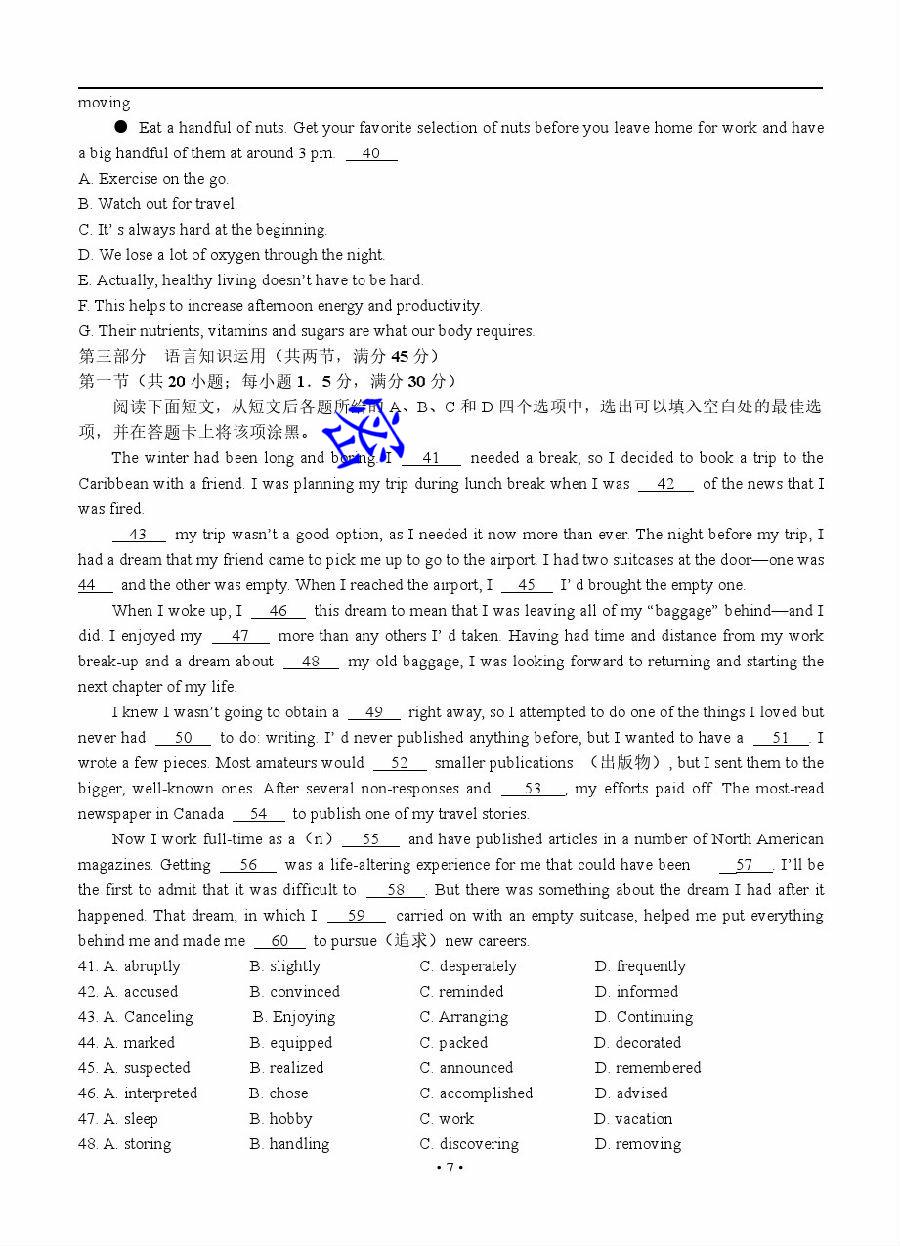 moving
● Eat a handful of nuts. Get your favorite selection of nuts before you leave home for work and have
a big handful of them at around 3 pm. 40
A. Exercise on the go.
B. Watch out for travel
C. It' s always hard at the beginning.
D. We lose a lot of oxygen through the night.
E. Actually, healthy living doesn't have to be hard.
F. This helps to increase afternoon energy and productivity.
G. Their nutrients, vitamins and sugars are what our body requires.
第三部分 语言知识运用（共两节，满分 45 分）
第一节（共 20 小题；每小题 1．5 分，满分 30 分）
阅读下面短文，从短文后各题所给的 A、B、C 和 D 四个选项中，选出可以填入空白处的最佳选
项，并在答题卡上将该项涂黑。
The winter had been long and boring. I 41 needed a break, so I decided to book a trip to the
Caribbean with a friend. I was planning my trip during lunch break when I was 42 of the news that I
was fired.
43 my trip wasn't a good option, as I needed it now more than ever. The night before my trip, I
had a dream that my friend came to pick me up to go to the airport. I had two suitcases at the door—one was
44 and the other was empty. When I reached the airport, I 45 I' d brought the empty one.
When I woke up, I 46 this dream to mean that I was leaving all of my “baggage” behind—and I
did. I enjoyed my 47 more than any others I' d taken. Having had time and distance from my work
break-up and a dream about 48 my old baggage, I was looking forward to returning and starting the
next chapter of my life.
I knew I wasn't going to obtain a 49 right away, so I attempted to do one of the things I loved but
never had 50 to do: writing. I' d never published anything before, but I wanted to have a 51 . I
wrote a few pieces. Most amateurs would 52 smaller publications （出版物）, but I sent them to the
bigger, well-known ones. After several non-responses and 53 , my efforts paid off. The most-read
newspaper in Canada 54 to publish one of my travel stories.
Now I work full-time as a（n） 55 and have published articles in a number of North American
magazines. Getting 56 was a life-altering experience for me that could have been 57 . I'll be
the first to admit that it was difficult to 58 . But there was something about the dream I had after it
happened. That dream, in which I 59 carried on with an empty suitcase, helped me put everything
behind me and made me 60 to pursue（追求）new careers.
41. A. abruptly B. slightly C. desperately D. frequently
42. A. accused B. convinced C. reminded D. informed
43. A. Canceling B. Enjoying C. Arranging D. Continuing
44. A. marked B. equipped C. packed D. decorated
45. A. suspected B. realized C. announced D. remembered
46. A. interpreted B. chose C. accomplished D. advised
47. A. sleep B. hobby C. work D. vacation
48. A. storing B. handling C. discovering D. removing
• 7 •